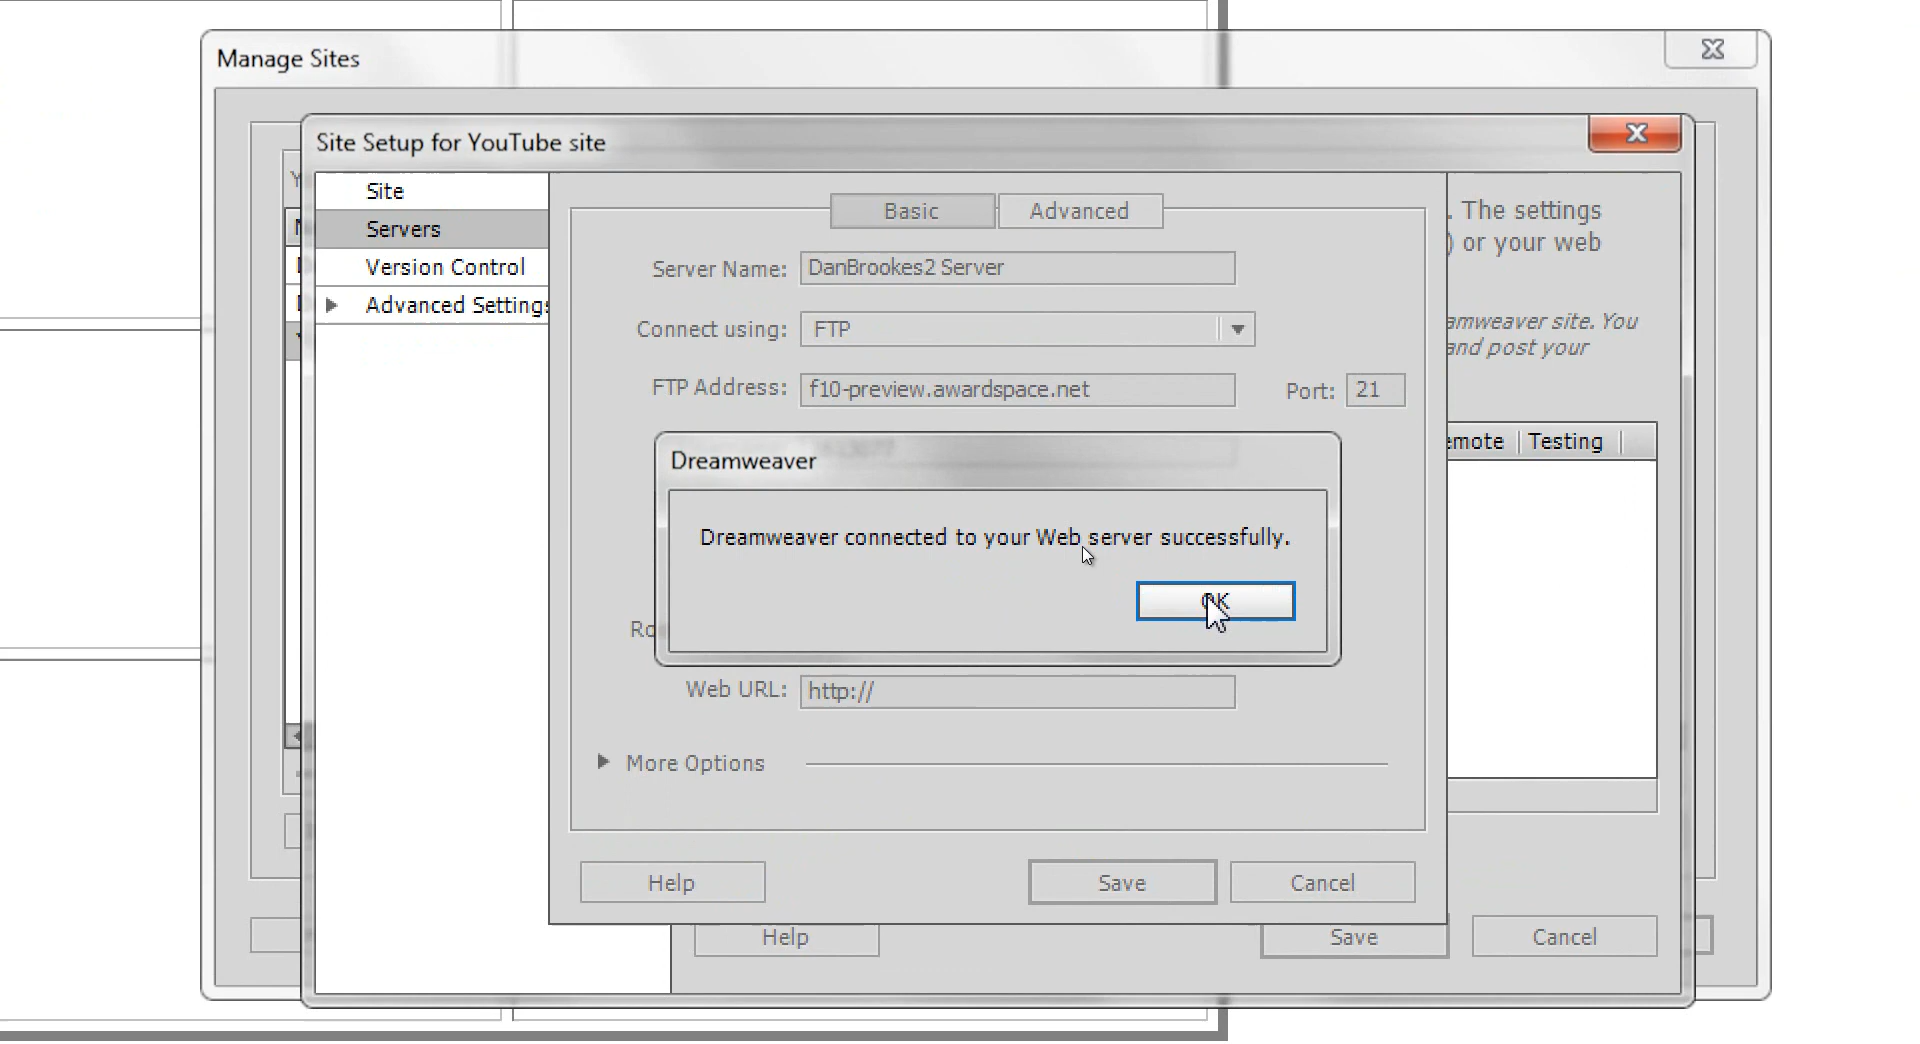 Manage Sites
Site Setup for YouTube site
Site
Servers
Version Control
Advanced Settings
Basic
Advanced
. The settings
) or your web
Server Name:
DanBrookes2 Server
Connect using:
FTP
amweaver site. You
and post your
FTP Address:
f10-preview.awardspace.net
Port:
21
emote
Testing
Dreamweaver
Dreamweaver connected to your Web server successfully.
OK
Ro
Web URL:
http://
More Options
Help
Save
Cancel
Help
Save
Cancel